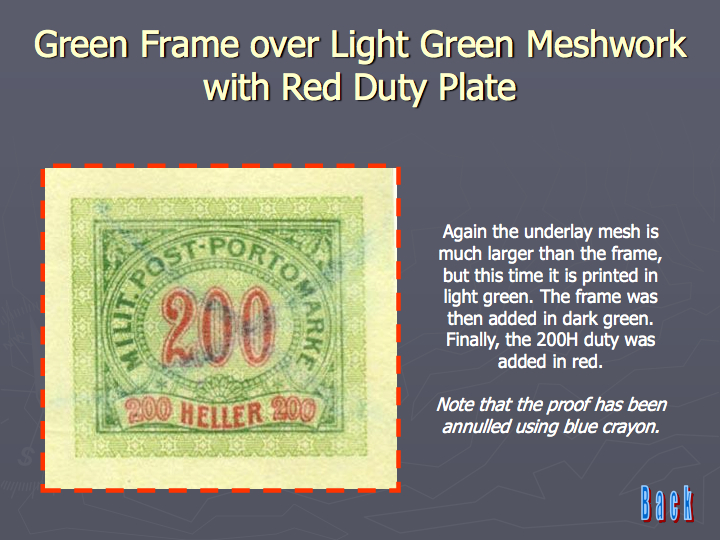 Green Frame over Light Green Meshwork
with Red Duty Plate
MILIT. POST-PORTOMARKE
200
200 HELLER 200
Again the underlay mesh is
much larger than the frame,
but this time it is printed in
light green. The frame was
then added in dark green.
Finally, the 200H duty was
added in red.
Note that the proof has been
annulled using blue crayon.
S
Back